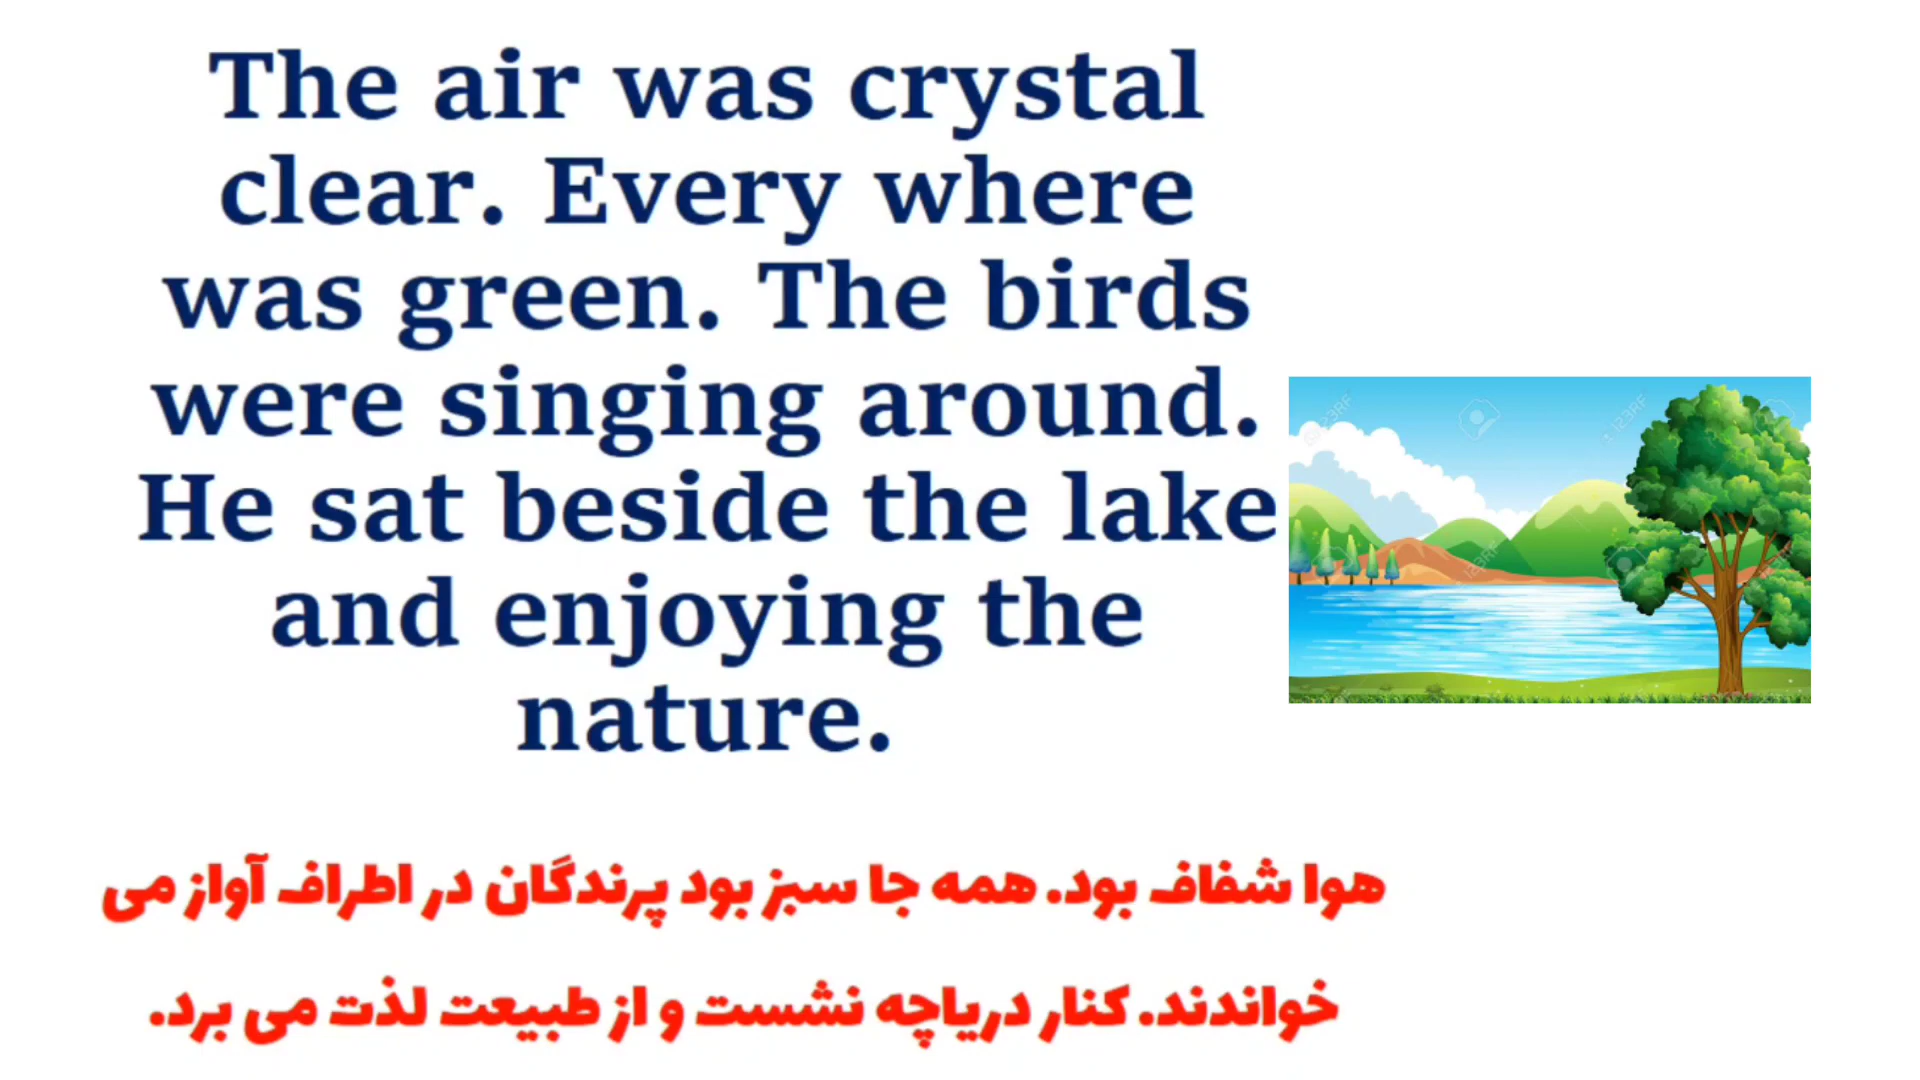 The air was crystal
clear. Every where
was green. The birds
were singing around.
He sat beside the lake
and enjoying the
nature.
هوا شفاف بود. همه جا سبز بود پرندگان در اطراف آواز می
خواندند. کنار دریاچه نشست و از طبیعت لذت می برد.